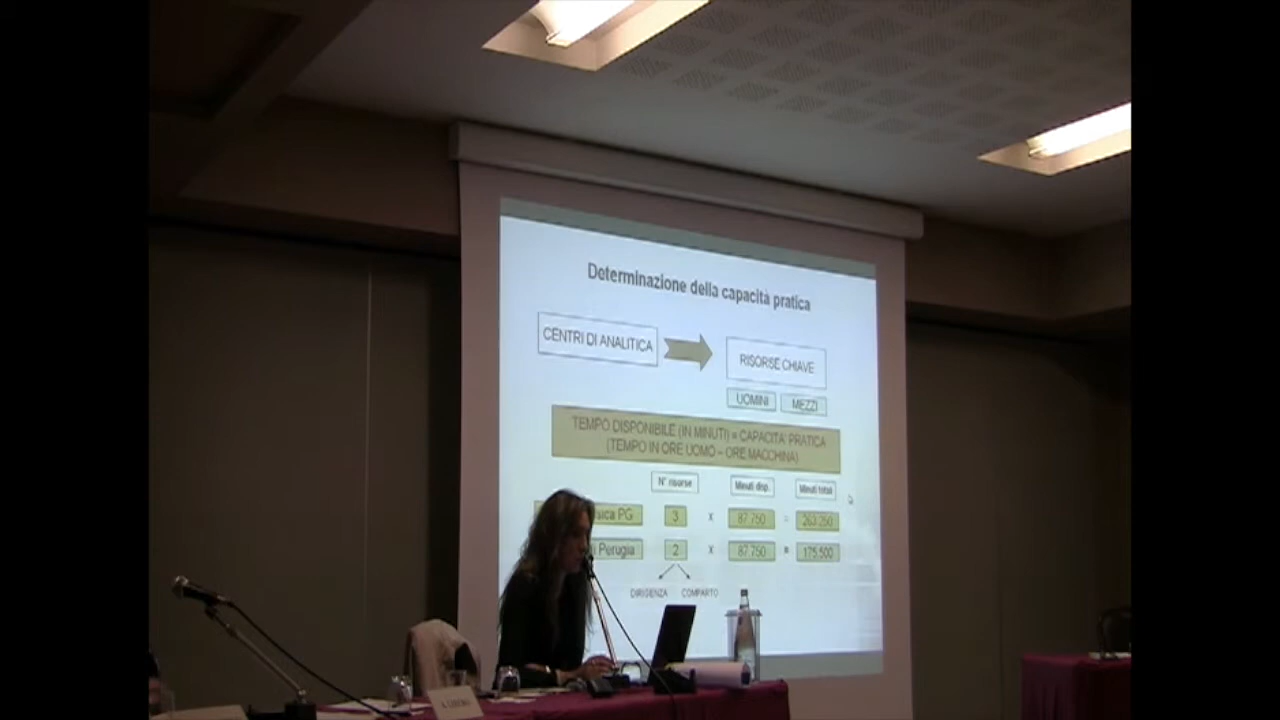 Determinazione della capacità pratica
CENTRI DI ANALITICA
RISORSE CHIAVE
UOMINI MEZZI
TEMPO DISPONIBILE (IN MINUTI) = CAPACITA' PRATICA
(TEMPO IN ORE UOMO – ORE MACCHINA)
N° risorse Minuti disp. Minuti totali
PG 3 x 87.750 = 263.250
Perugia 2 x 87.750 = 175.500
DIRIGENZA COMPARTO